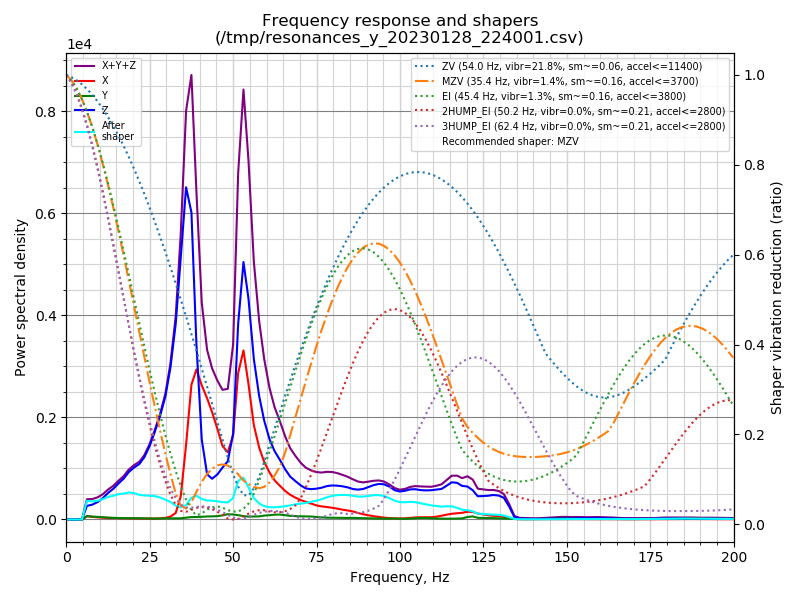 Frequency response and shapers
(/tmp/resonances_y_20230128_224001.csv)
1e4
X+Y+Z
X
Y
Z
After
shaper
ZV (54.0 Hz, vibr=21.8%, sm~=0.06, accel<=11400)
MZV (35.4 Hz, vibr=1.4%, sm~=0.16, accel<=3700)
EI (45.4 Hz, vibr=1.3%, sm~=0.16, accel<=3800)
2HUMP_EI (50.2 Hz, vibr=0.0%, sm~=0.21, accel<=2800)
3HUMP_EI (62.4 Hz, vibr=0.0%, sm~=0.21, accel<=2800)
Recommended shaper: MZV
Power spectral density
0.8
0.6
0.4
0.2
0.0
1.0
0.8
0.6
0.4
0.2
0.0
Shaper vibration reduction (ratio)
0 25 50 75 100 125 150 175 200
Frequency, Hz